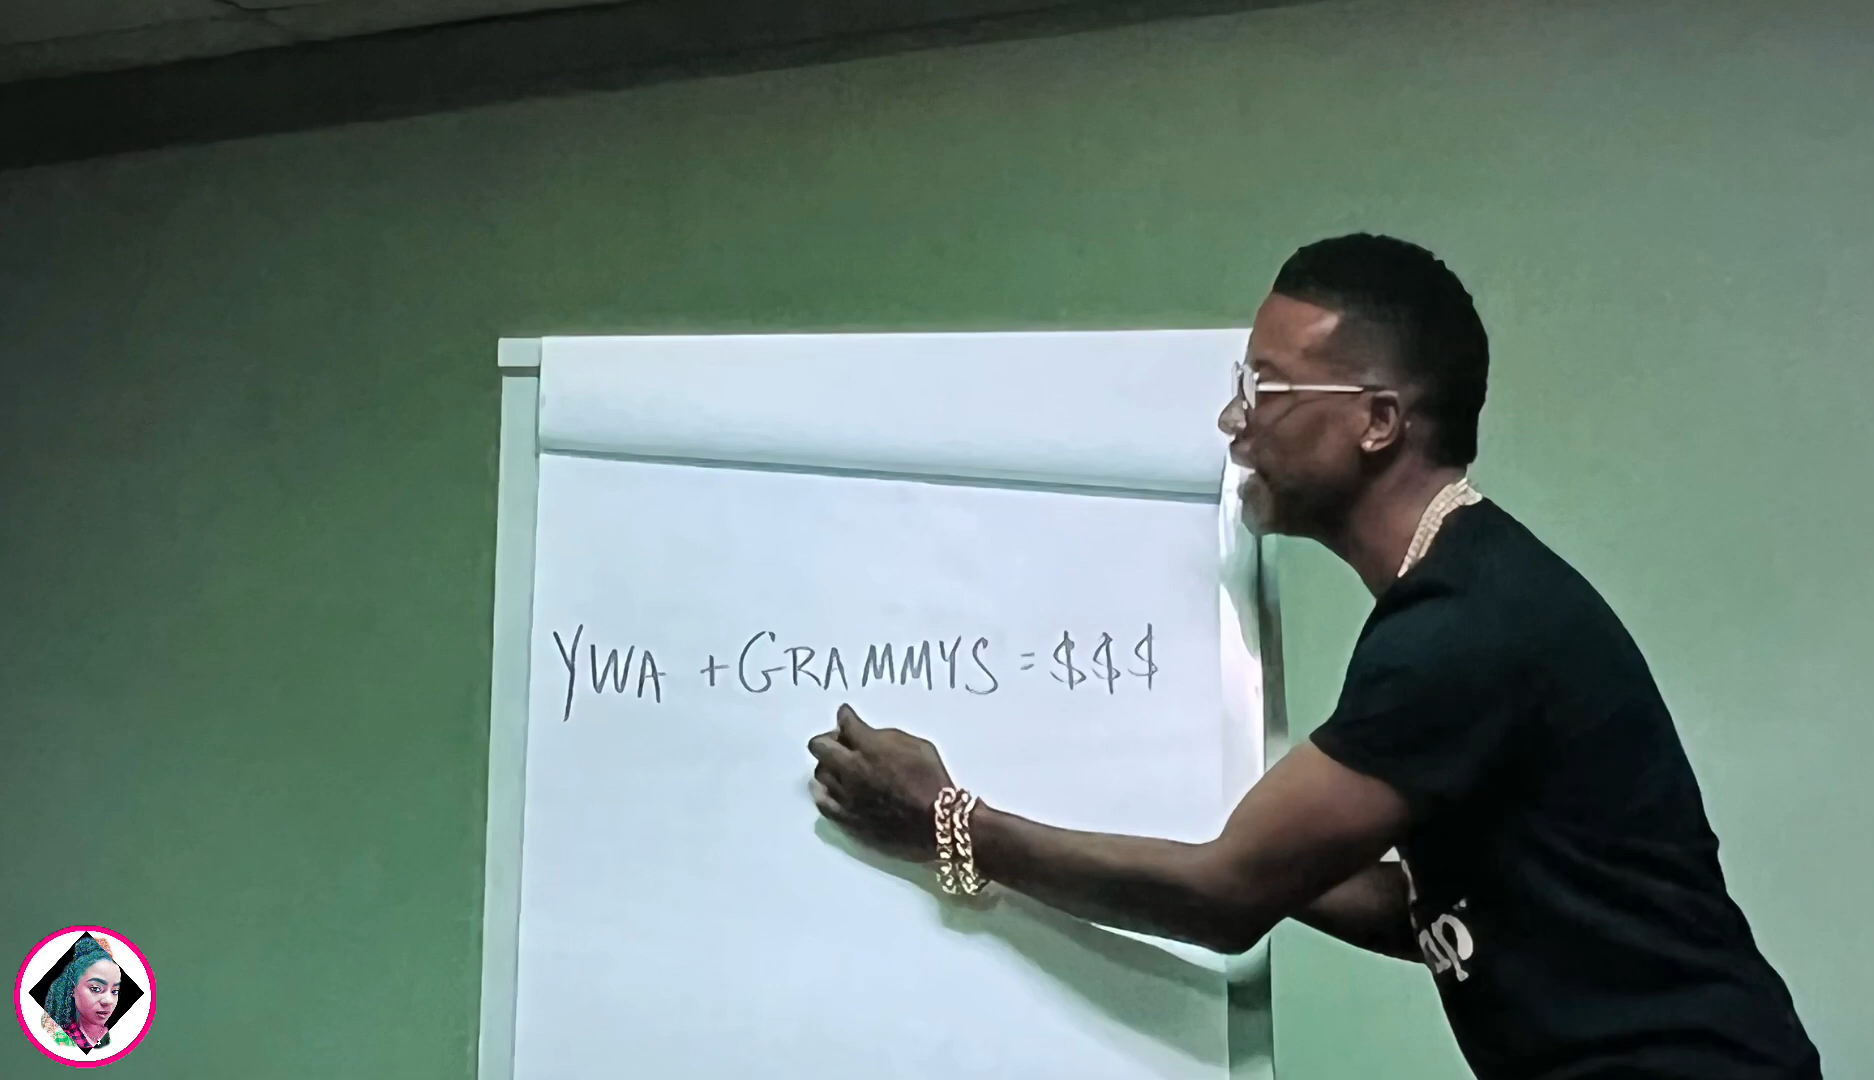 YWA + GRAMMYS = $$$